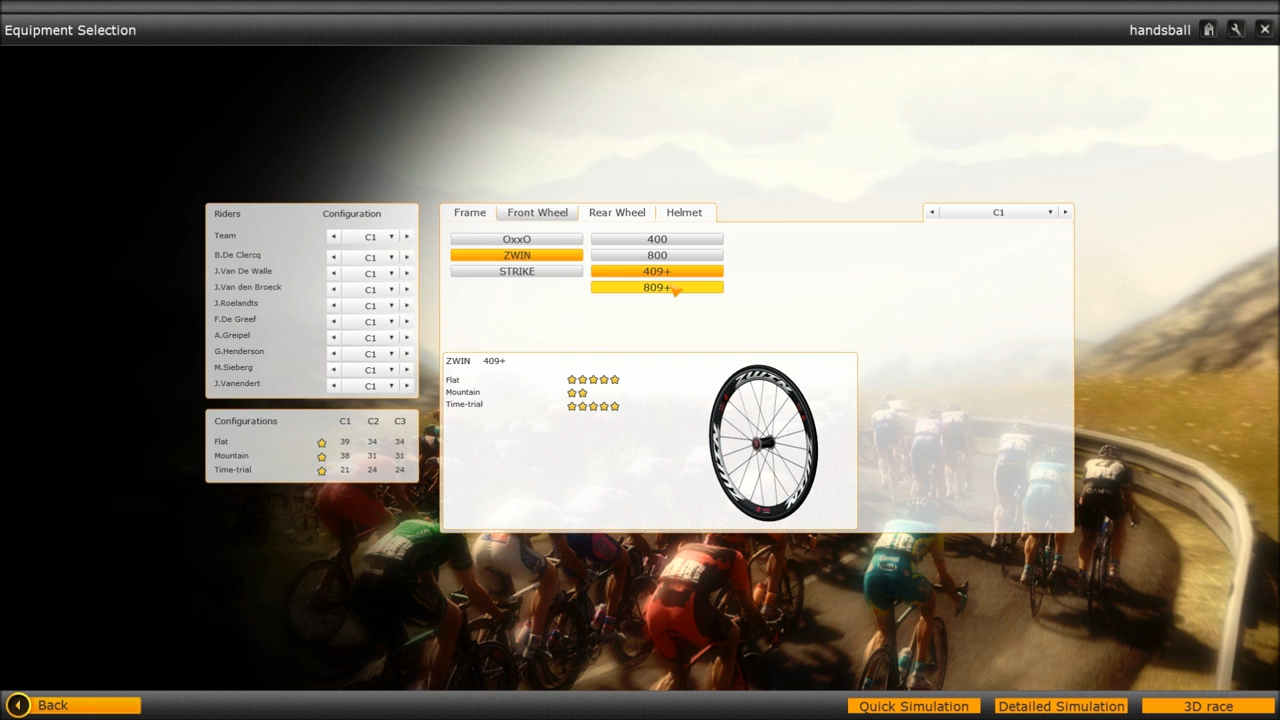 Equipment Selection
handsball
Riders Configuration
Team C1
B.De Clercq C1
J.Van De Walle C1
J.Van den Broeck C1
J.Roelandts C1
F.De Greef C1
A.Greipel C1
G.Henderson C1
M.Sieberg C1
J.Vanendert C1
Configurations C1 C2 C3
Flat 39 34 34
Mountain 38 31 31
Time-trial 21 24 24
Frame Front Wheel Rear Wheel Helmet
C1
OxxO 400
ZWIN 800
STRIKE 409+
809+
ZWIN 409+
Flat
Mountain
Time-trial
ZWIN
Back
Quick Simulation
Detailed Simulation
3D race